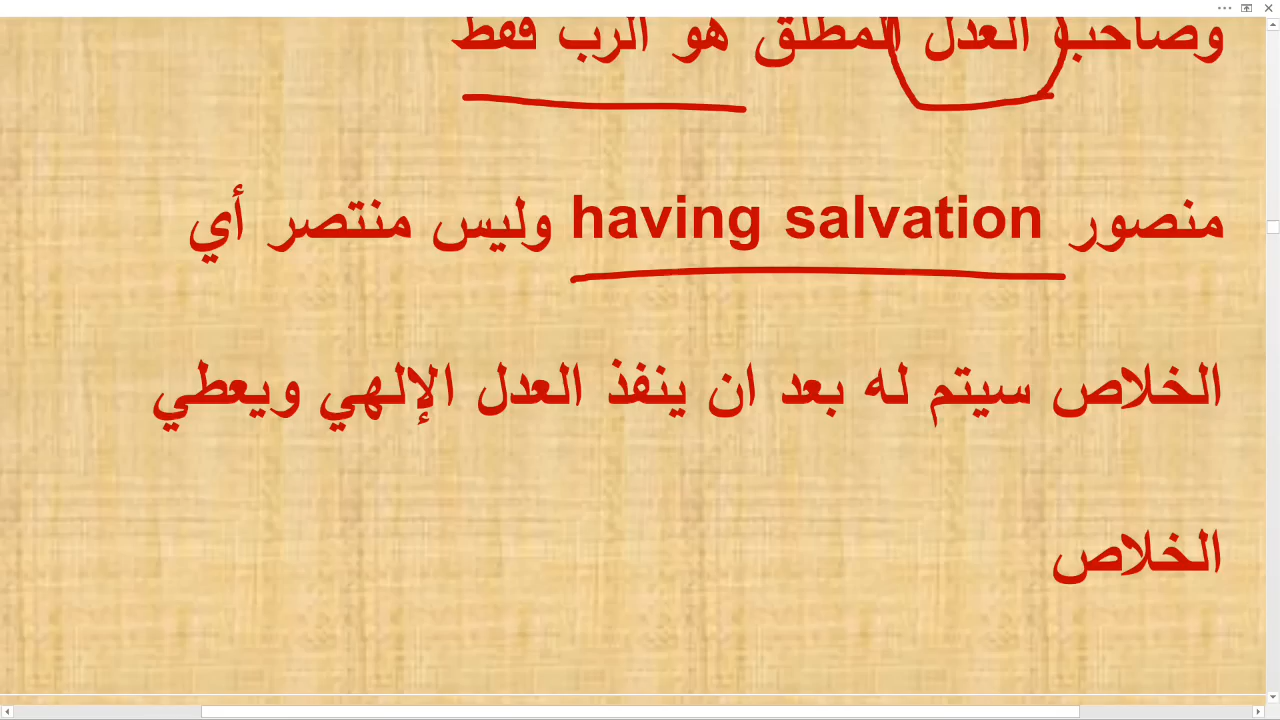 وصاحب العدل المطلق هو الرب فقط
منصور having salvation وليس منتصر أي
الخلاص سيتم له بعد ان ينفذ العدل الإلهي ويعطي
الخلاص